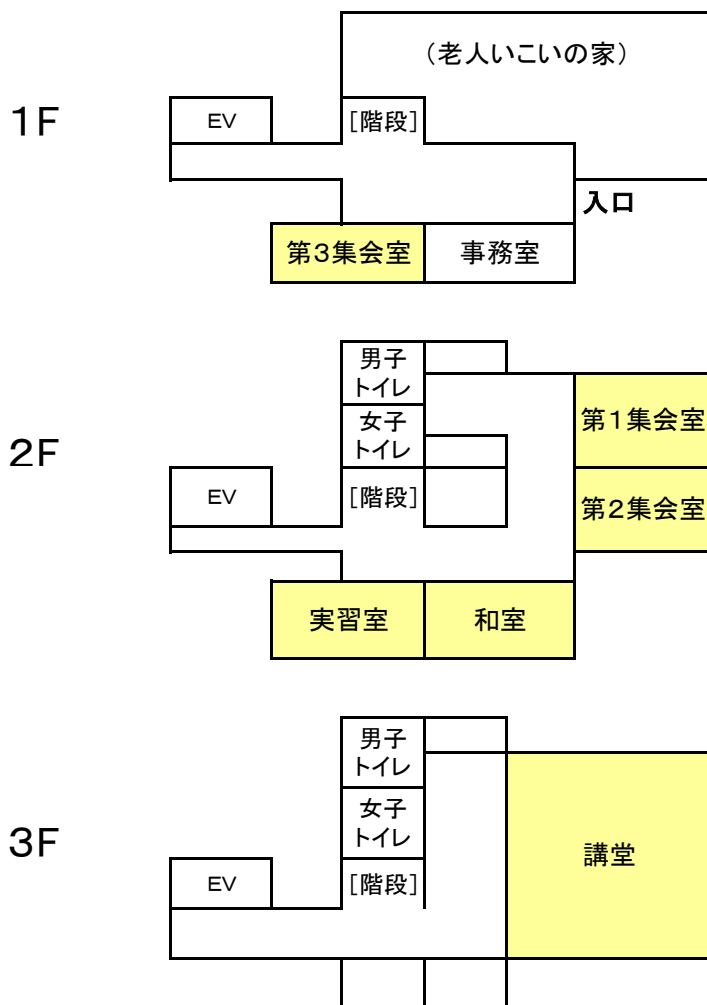 (老人いこいの家)
1F
EV
[階段]
入口
第3集会室
事務室
男子
トイレ
女子
トイレ
第1集会室
2F
EV
[階段]
第2集会室
実習室
和室
男子
トイレ
女子
トイレ
3F
講堂
EV
[階段]